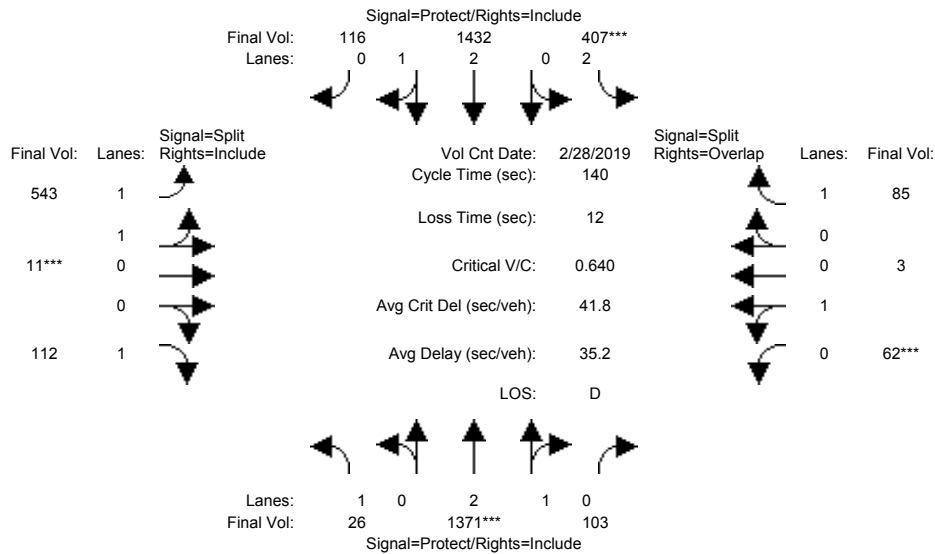 Signal=Protect/Rights=Include
Final Vol: 116 1432 407***
Lanes: 0 1 2 0 2
Signal=Split Signal=Split
Final Vol: Lanes: Rights=Include Vol Cnt Date: 2/28/2019 Rights=Overlap Lanes: Final Vol:
Cycle Time (sec): 140
543 1 1 85
Loss Time (sec): 12
1 0
11*** 0 Critical V/C: 0.640 0 3
0 Avg Crit Del (sec/veh): 41.8 1
112 1 Avg Delay (sec/veh): 35.2 0 62***
LOS: D
Lanes: 1 0 2 1 0
Final Vol: 26 1371*** 103
Signal=Protect/Rights=Include